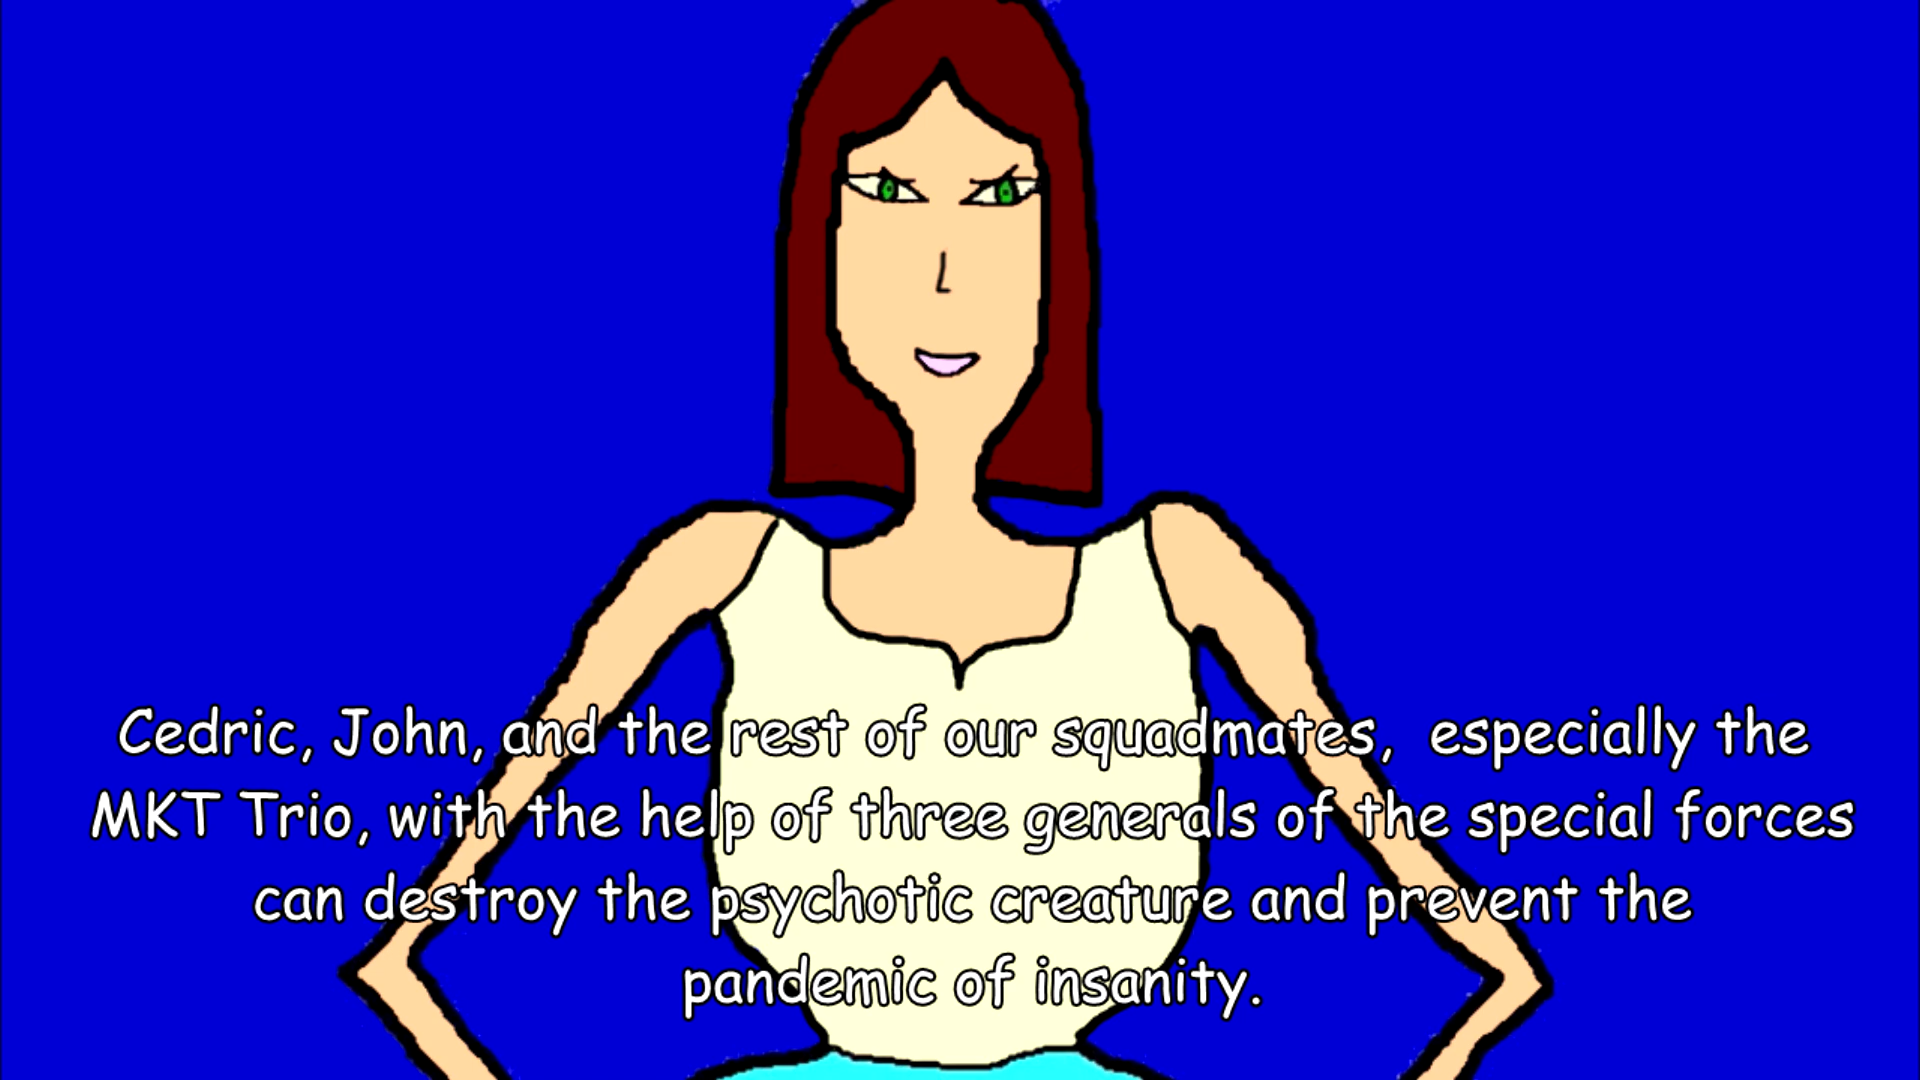 Cedric, John, and the rest of our squadmates,  especially the
MKT Trio, with the help of three generals of the special forces
can destroy the psychotic creature and prevent the
pandemic of insanity.